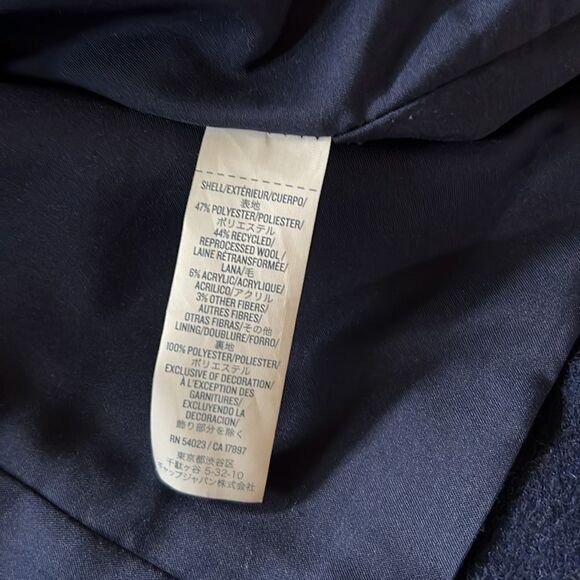 SHELL/EXTÉRIEUR/CUERPO/
表地
47% POLYESTER/POLIESTER/
ポリエステル
44% RECYCLED/
REPROCESSED WOOL /
LAINE RETRANSFORMÉE/
LANA/毛
6% ACRYLIC/ACRYLIQUE/
ACRILICO/アクリル
3% OTHER FIBERS/
AUTRES FIBRES/
OTRAS FIBRAS/その他
LINING/DOUBLURE/FORRO/
裏地
100% POLYESTER/POLIESTER/
ポリエステル
EXCLUSIVE OF DECORATION/
À L'EXCEPTION DES
GARNITURES/
EXCLUYENDO LA
DECORACION/
飾り部分を除く
RN 54023 / CA 17897
東京都渋谷区
千駄ヶ谷 5-32-10
ギャップジャパン株式会社